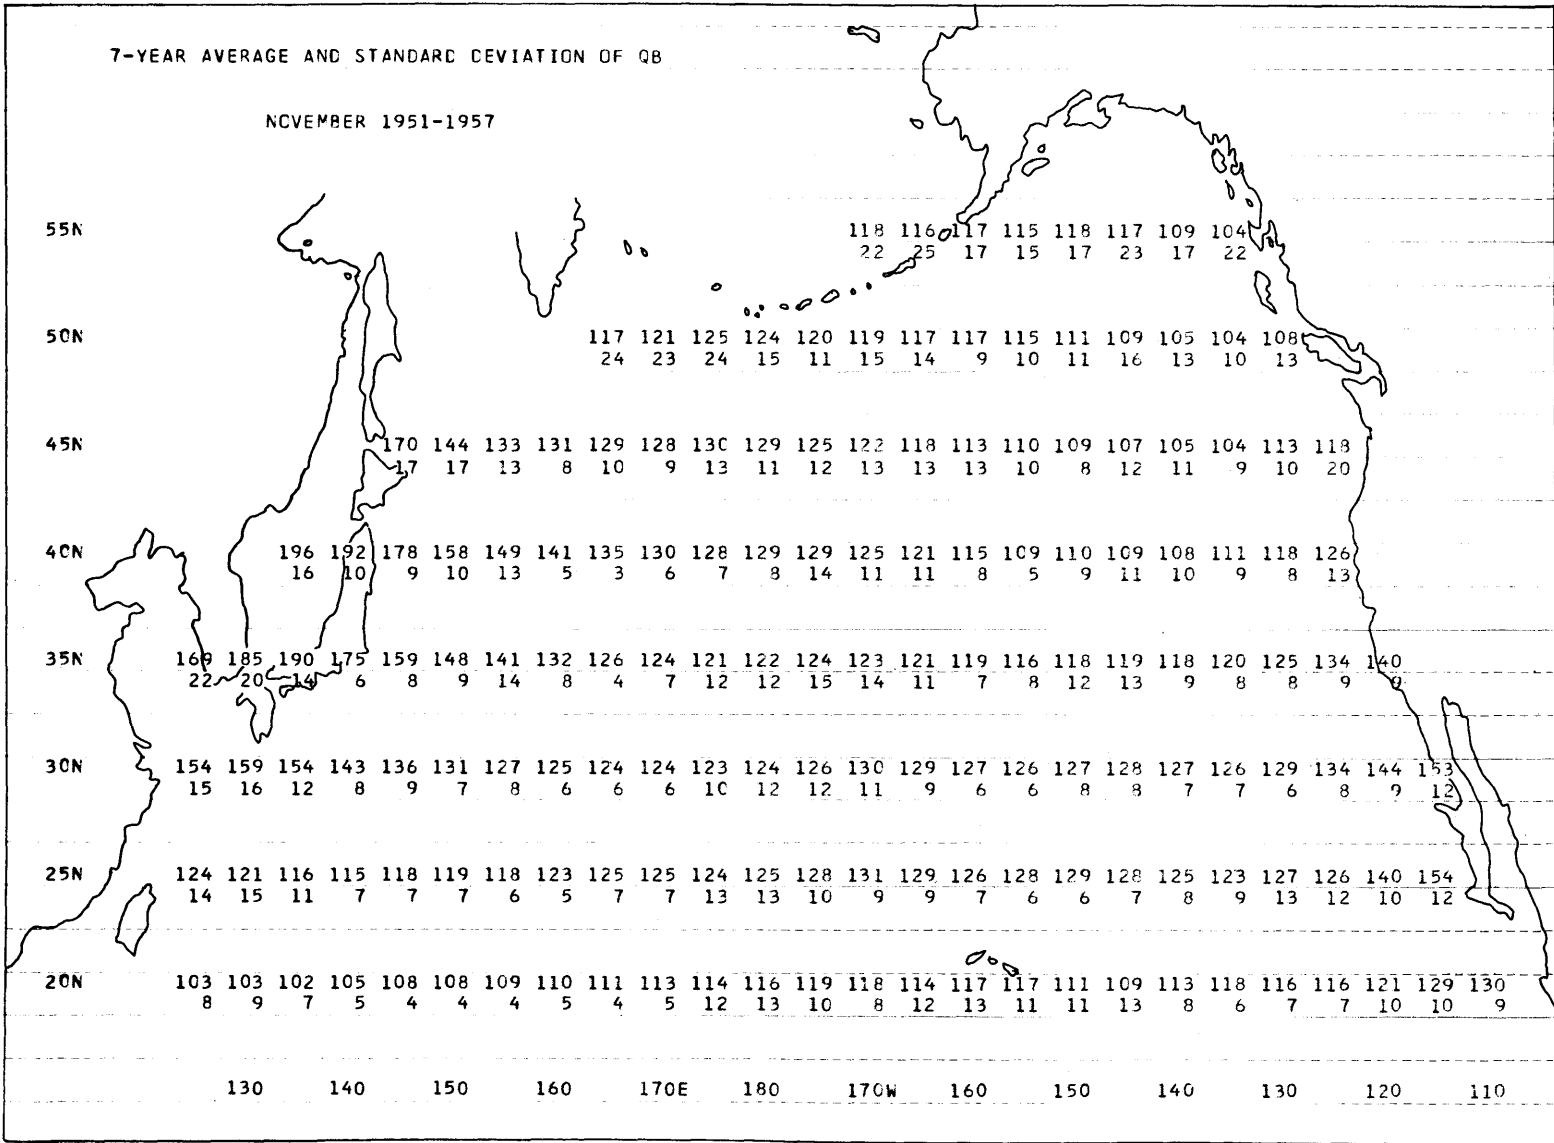 7-YEAR AVERAGE AND STANDARD DEVIATION OF QB
NOVEMBER 1951-1957
55N 118 116 117 115 118 117 109 104
22 25 17 15 17 23 17 22
50N 117 121 125 124 120 119 117 117 115 111 109 105 104 108
24 23 24 15 11 15 14 9 10 11 16 13 10 13
45N 170 144 133 131 129 128 130 129 125 122 118 113 110 109 107 105 104 113 118
17 17 13 8 10 9 13 11 12 13 13 13 10 8 12 11 9 10 20
40N 196 192 178 158 149 141 135 130 128 129 129 125 121 115 109 110 109 108 111 118 126
16 10 9 10 13 5 3 6 7 8 14 11 11 8 5 9 11 10 9 8 13
35N 169 185 190 175 159 148 141 132 126 124 121 122 124 123 121 119 116 118 119 118 120 125 134 140
22 20 14 6 8 9 14 8 4 7 12 12 15 14 11 7 8 12 13 9 8 8 9
30N 154 159 154 143 136 131 127 125 124 124 123 124 126 130 129 127 126 127 128 127 126 129 134 144 153
15 16 12 8 9 7 8 6 6 6 10 12 12 11 9 6 6 8 8 7 7 6 8 9 12
25N 124 121 116 115 118 119 118 123 125 125 124 125 128 131 129 126 128 129 128 125 123 127 126 140 154
14 15 11 7 7 7 6 5 7 7 13 13 10 9 9 7 6 6 7 8 9 13 12 10 12
20N 103 103 102 105 108 108 109 110 111 113 114 116 119 118 114 117 117 111 109 113 118 116 116 121 129 130
8 9 7 5 4 4 4 5 4 5 12 13 10 8 12 13 11 11 13 8 6 7 7 10 10 9
130 140 150 160 170E 180 170W 160 150 140 130 120 110